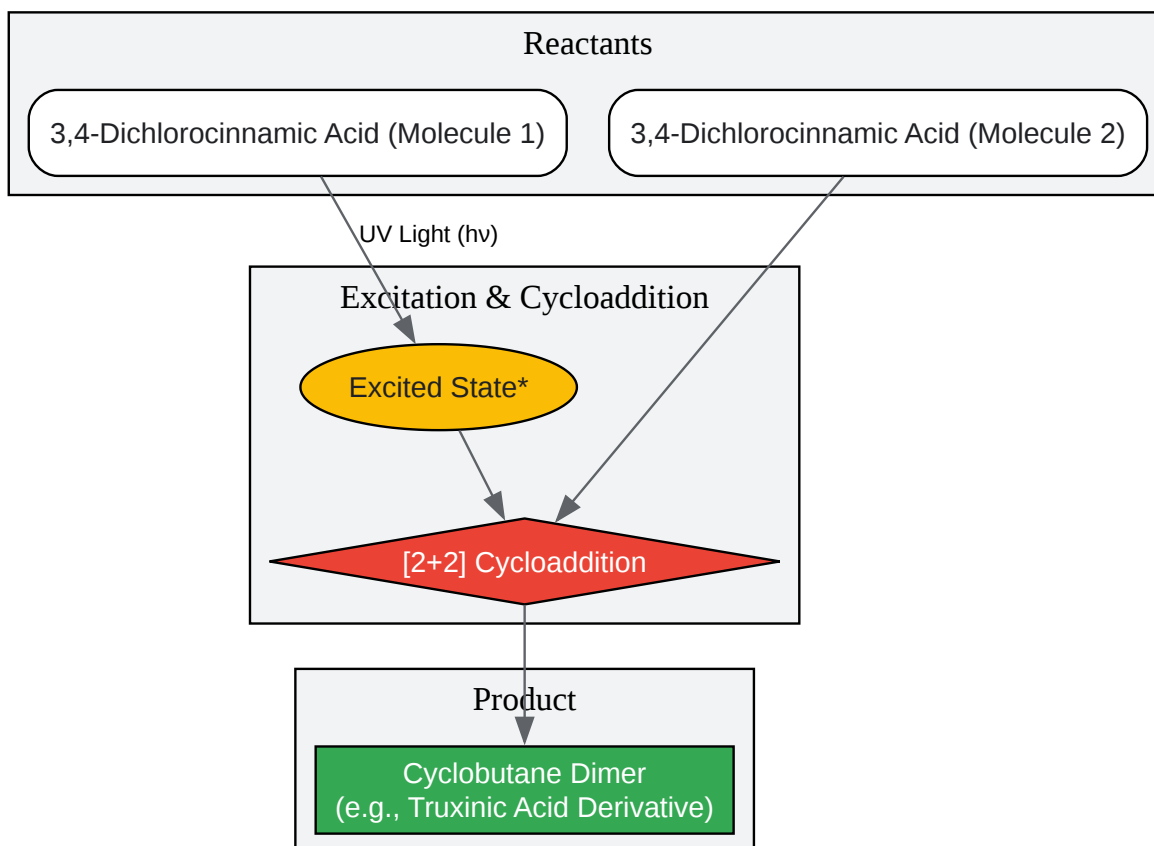 Reactants
3,4-Dichlorocinnamic Acid (Molecule 1)
3,4-Dichlorocinnamic Acid (Molecule 2)
UV Light (hν)
Excitation & Cycloaddition
Excited State*
[2+2] Cycloaddition
Product
Cyclobutane Dimer
(e.g., Truxinic Acid Derivative)